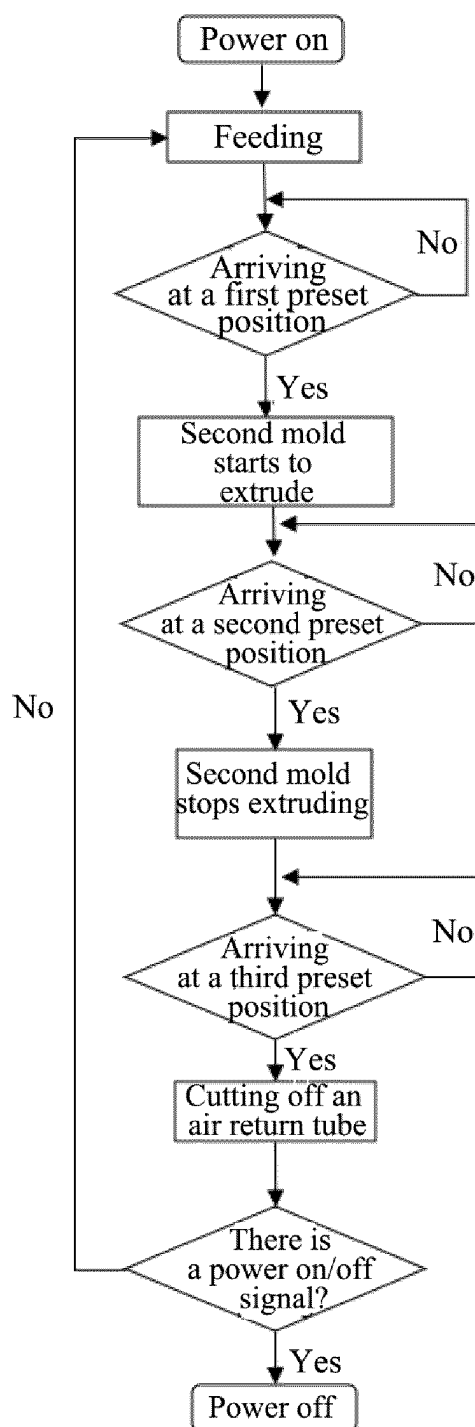 Power on
Feeding
No
Arriving
at a first preset
position
Yes
Second mold
starts to
extrude
No
Arriving
at a second preset
position
Yes
No
Second mold
stops extruding
No
Arriving
at a third preset
position
Yes
Cutting off an
air return tube
There is
a power on/off
signal?
Yes
Power off